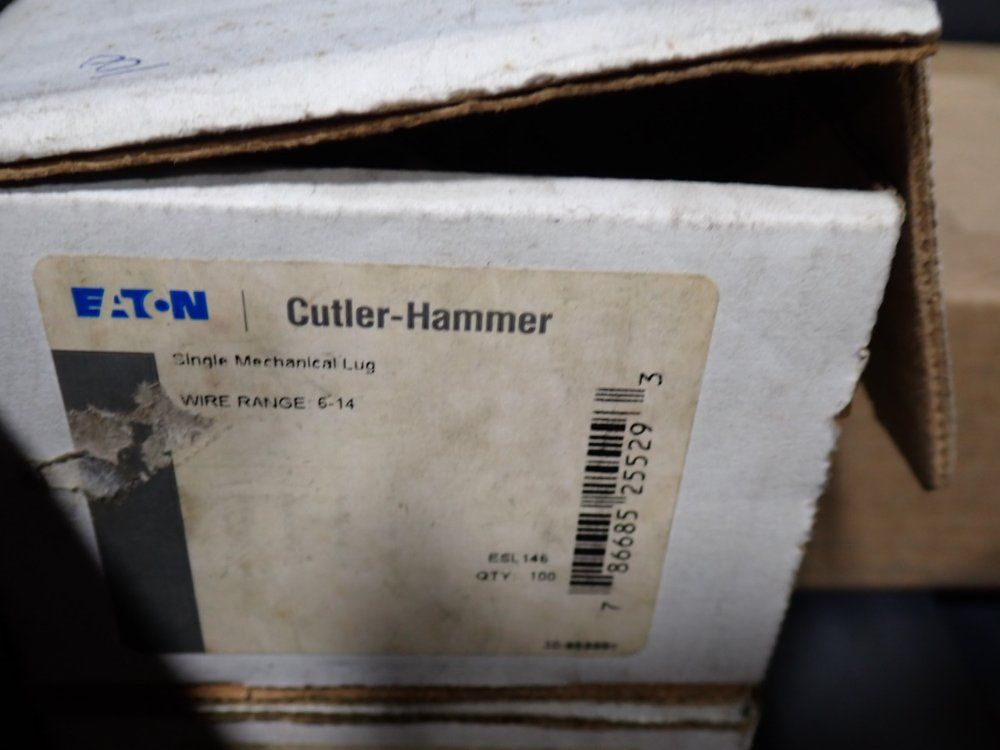 EATON | Cutler-Hammer
Single Mechanical Lug
WIRE RANGE: 6-14
ESL146
QTY: 100
7 86685 25529 3